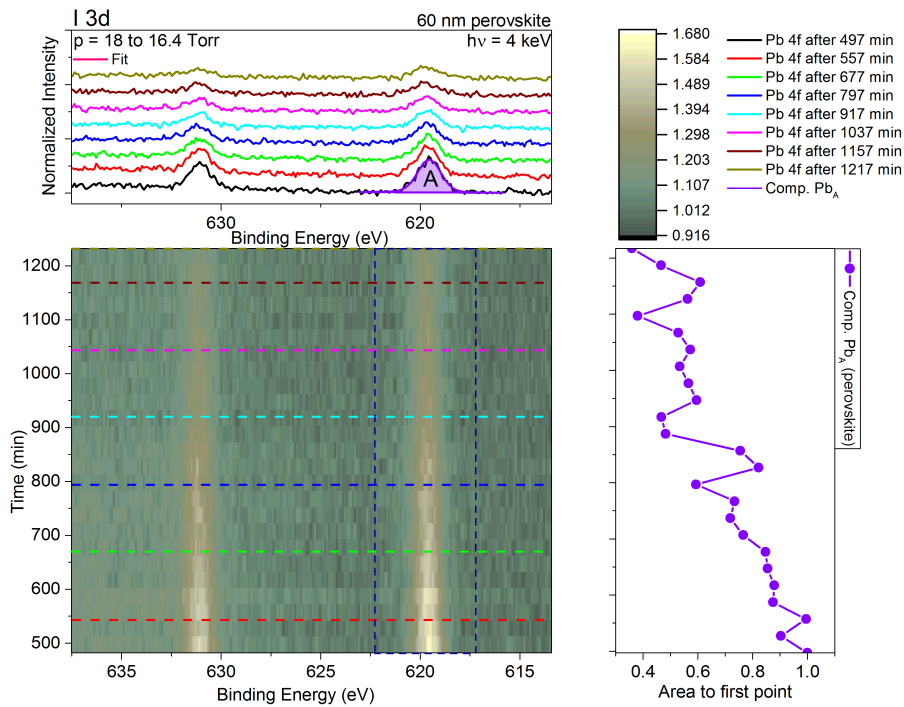 I 3d
60 nm perovskite
p = 18 to 16.4 Torr
hν = 4 keV
Fit
Normalized Intensity
A
630
620
Binding Energy (eV)
1.680
1.584
1.489
1.394
1.298
1.203
1.107
1.012
0.916
Pb 4f after 497 min
Pb 4f after 557 min
Pb 4f after 677 min
Pb 4f after 797 min
Pb 4f after 917 min
Pb 4f after 1037 min
Pb 4f after 1157 min
Pb 4f after 1217 min
Comp. Pb_A
Time (min)
1200
1100
1000
900
800
700
600
500
635
630
625
620
615
Binding Energy (eV)
Comp. Pb_A (perovskite)
0.4
0.6
0.8
1.0
Area to first point